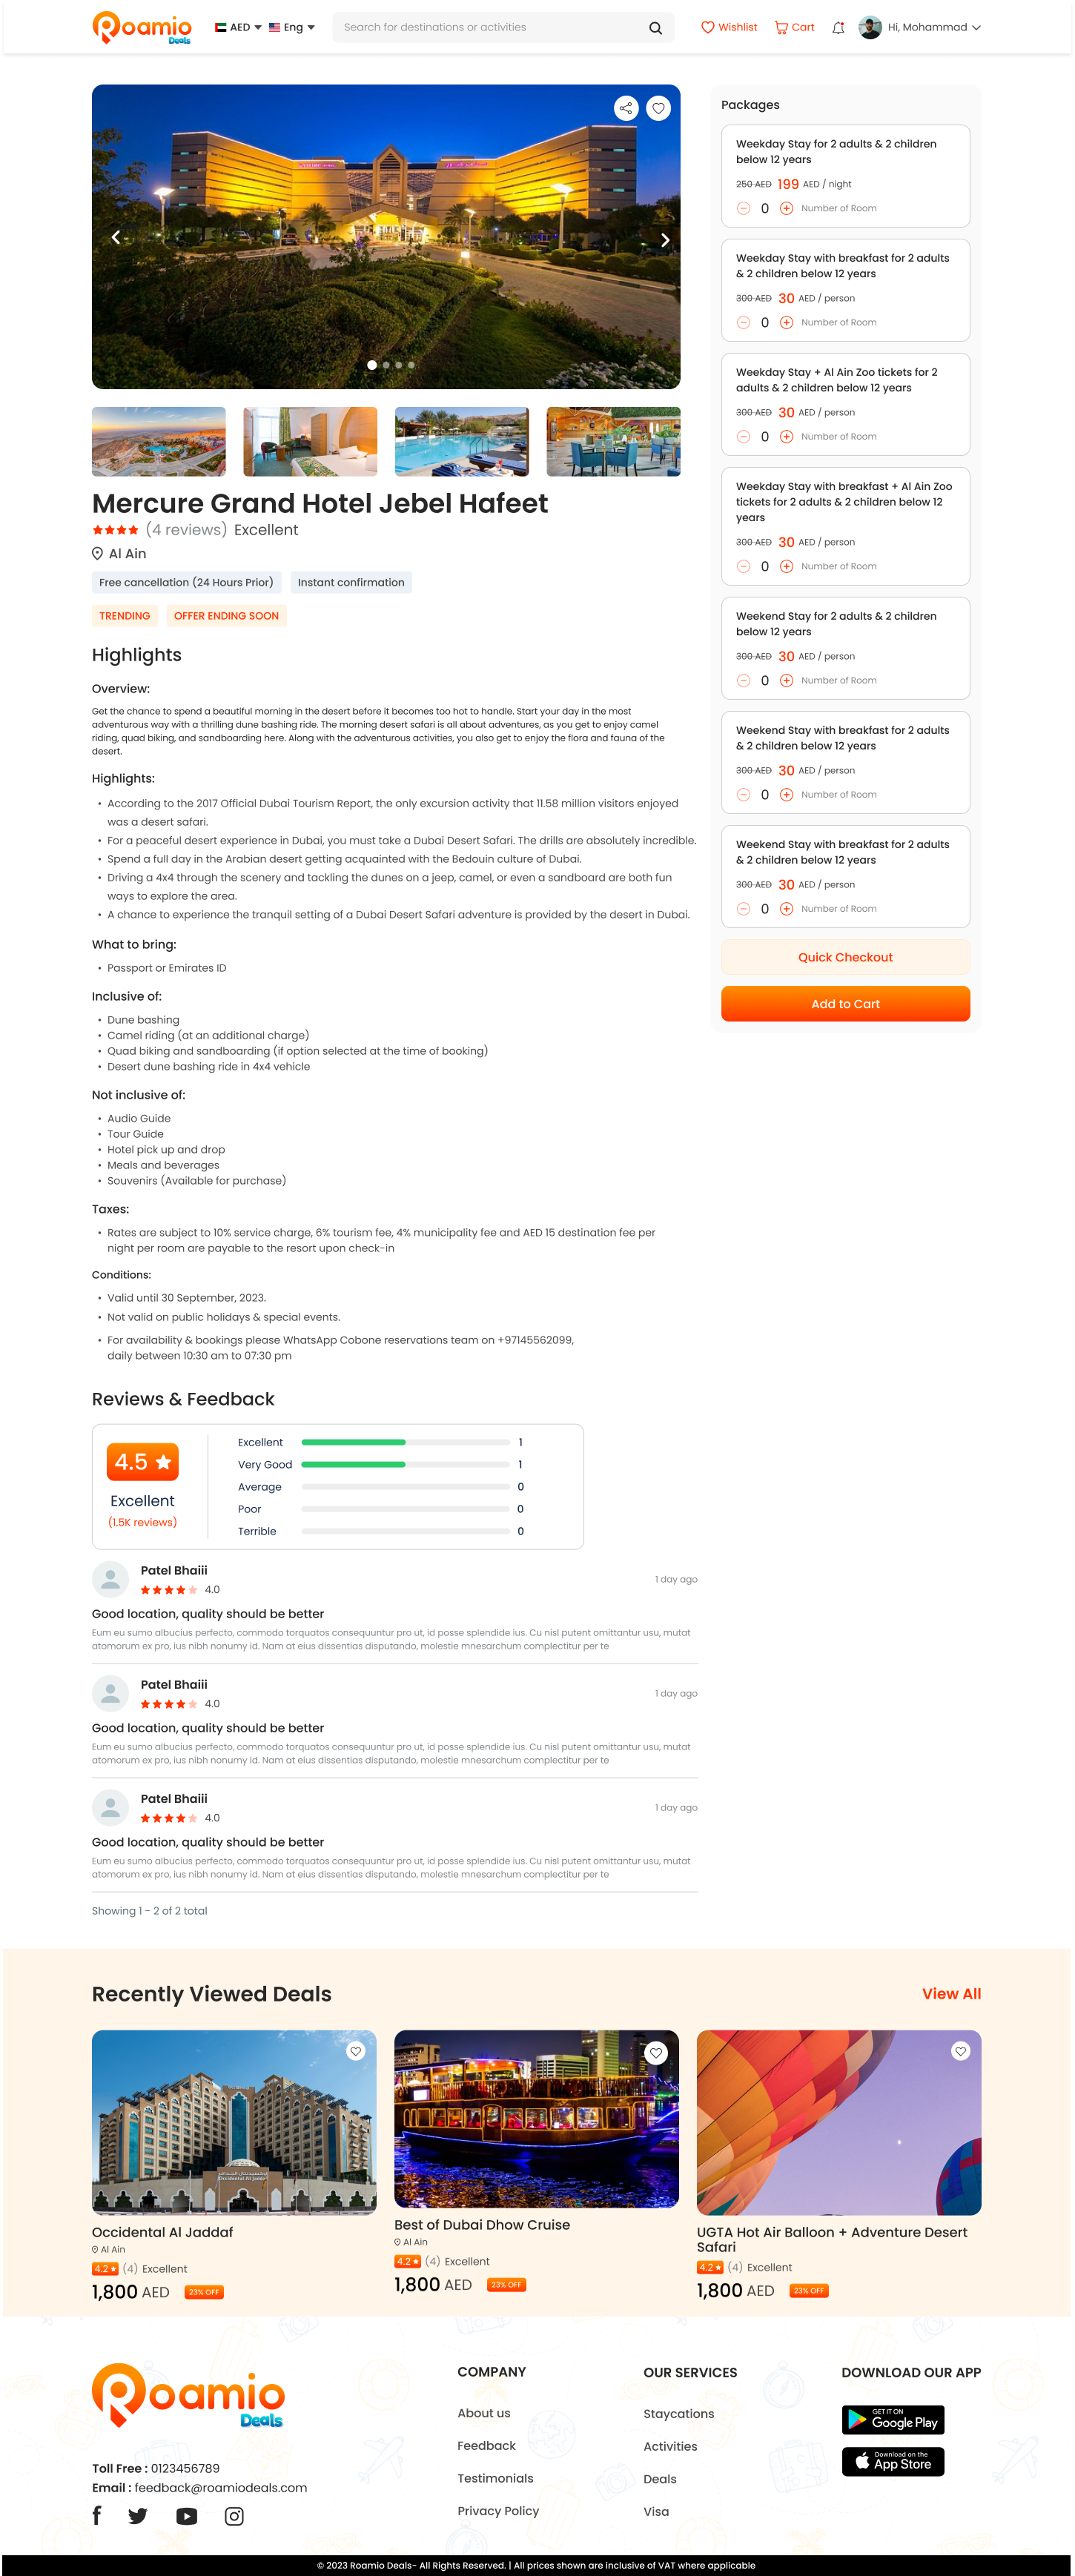 Roamio
Deals
AED
Eng
Search for destinations or activities
Wishlist
Cart
Hi, Mohammad
Mercure Grand Hotel Jebel Hafeet
(4 reviews) Excellent
Al Ain
Free cancellation (24 Hours Prior)
Instant confirmation
TRENDING
OFFER ENDING SOON
Highlights
Overview:
Get the chance to spend a beautiful morning in the desert before it becomes too hot to handle. Start your day in the most
adventurous way with a thrilling dune bashing ride. The morning desert safari is all about adventures, as you get to enjoy camel
riding, quad biking, and sandboarding here. Along with the adventurous activities, you also get to enjoy the flora and fauna of the
desert.
Highlights:
• According to the 2017 Official Dubai Tourism Report, the only excursion activity that 11.58 million visitors enjoyed
was a desert safari.
• For a peaceful desert experience in Dubai, you must take a Dubai Desert Safari. The drills are absolutely incredible.
• Spend a full day in the Arabian desert getting acquainted with the Bedouin culture of Dubai.
• Driving a 4x4 through the scenery and tackling the dunes on a jeep, camel, or even a sandboard are both fun
ways to explore the area.
• A chance to experience the tranquil setting of a Dubai Desert Safari adventure is provided by the desert in Dubai.
What to bring:
• Passport or Emirates ID
Inclusive of:
• Dune bashing
• Camel riding (at an additional charge)
• Quad biking and sandboarding (if option selected at the time of booking)
• Desert dune bashing ride in 4x4 vehicle
Not inclusive of:
• Audio Guide
• Tour Guide
• Hotel pick up and drop
• Meals and beverages
• Souvenirs (Available for purchase)
Taxes:
• Rates are subject to 10% service charge, 6% tourism fee, 4% municipality fee and AED 15 destination fee per
night per room are payable to the resort upon check-in
Conditions:
• Valid until 30 September, 2023.
• Not valid on public holidays & special events.
• For availability & bookings please WhatsApp Cobone reservations team on +97145562099,
daily between 10:30 am to 07:30 pm
Packages
Weekday Stay for 2 adults & 2 children
below 12 years
250 AED 199 AED / night
0 Number of Room
Weekday Stay with breakfast for 2 adults
& 2 children below 12 years
300 AED 30 AED / person
0 Number of Room
Weekday Stay + Al Ain Zoo tickets for 2
adults & 2 children below 12 years
300 AED 30 AED / person
0 Number of Room
Weekday Stay with breakfast + Al Ain Zoo
tickets for 2 adults & 2 children below 12
years
300 AED 30 AED / person
0 Number of Room
Weekend Stay for 2 adults & 2 children
below 12 years
300 AED 30 AED / person
0 Number of Room
Weekend Stay with breakfast for 2 adults
& 2 children below 12 years
300 AED 30 AED / person
0 Number of Room
Weekend Stay with breakfast for 2 adults
& 2 children below 12 years
300 AED 30 AED / person
0 Number of Room
Quick Checkout
Add to Cart
Reviews & Feedback
4.5
Excellent
(1.5K reviews)
Excellent 1
Very Good 1
Average 0
Poor 0
Terrible 0
Patel Bhaiii
4.0
1 day ago
Good location, quality should be better
Eum eu sumo albucius perfecto, commodo torquatos consequuntur pro ut, id posse splendide ius. Cu nisl putent omittantur usu, mutat
atomorum ex pro, ius nibh nonumy id. Nam at eius dissentias disputando, molestie mnesarchum complectitur per te
Patel Bhaiii
4.0
1 day ago
Good location, quality should be better
Eum eu sumo albucius perfecto, commodo torquatos consequuntur pro ut, id posse splendide ius. Cu nisl putent omittantur usu, mutat
atomorum ex pro, ius nibh nonumy id. Nam at eius dissentias disputando, molestie mnesarchum complectitur per te
Patel Bhaiii
4.0
1 day ago
Good location, quality should be better
Eum eu sumo albucius perfecto, commodo torquatos consequuntur pro ut, id posse splendide ius. Cu nisl putent omittantur usu, mutat
atomorum ex pro, ius nibh nonumy id. Nam at eius dissentias disputando, molestie mnesarchum complectitur per te
Showing 1 - 2 of 2 total
Recently Viewed Deals
View All
Occidental Al Jaddaf
Al Ain
4.2 (4) Excellent
1,800 AED 23% OFF
Best of Dubai Dhow Cruise
Al Ain
4.2 (4) Excellent
1,800 AED 23% OFF
UGTA Hot Air Balloon + Adventure Desert
Safari
4.2 (4) Excellent
1,800 AED 23% OFF
Roamio
Deals
Toll Free : 0123456789
Email : feedback@roamiodeals.com
COMPANY
About us
Feedback
Testimonials
Privacy Policy
OUR SERVICES
Staycations
Activities
Deals
Visa
DOWNLOAD OUR APP
GET IT ON
Google Play
Download on the
App Store
© 2023 Roamio Deals- All Rights Reserved. | All prices shown are inclusive of VAT where applicable